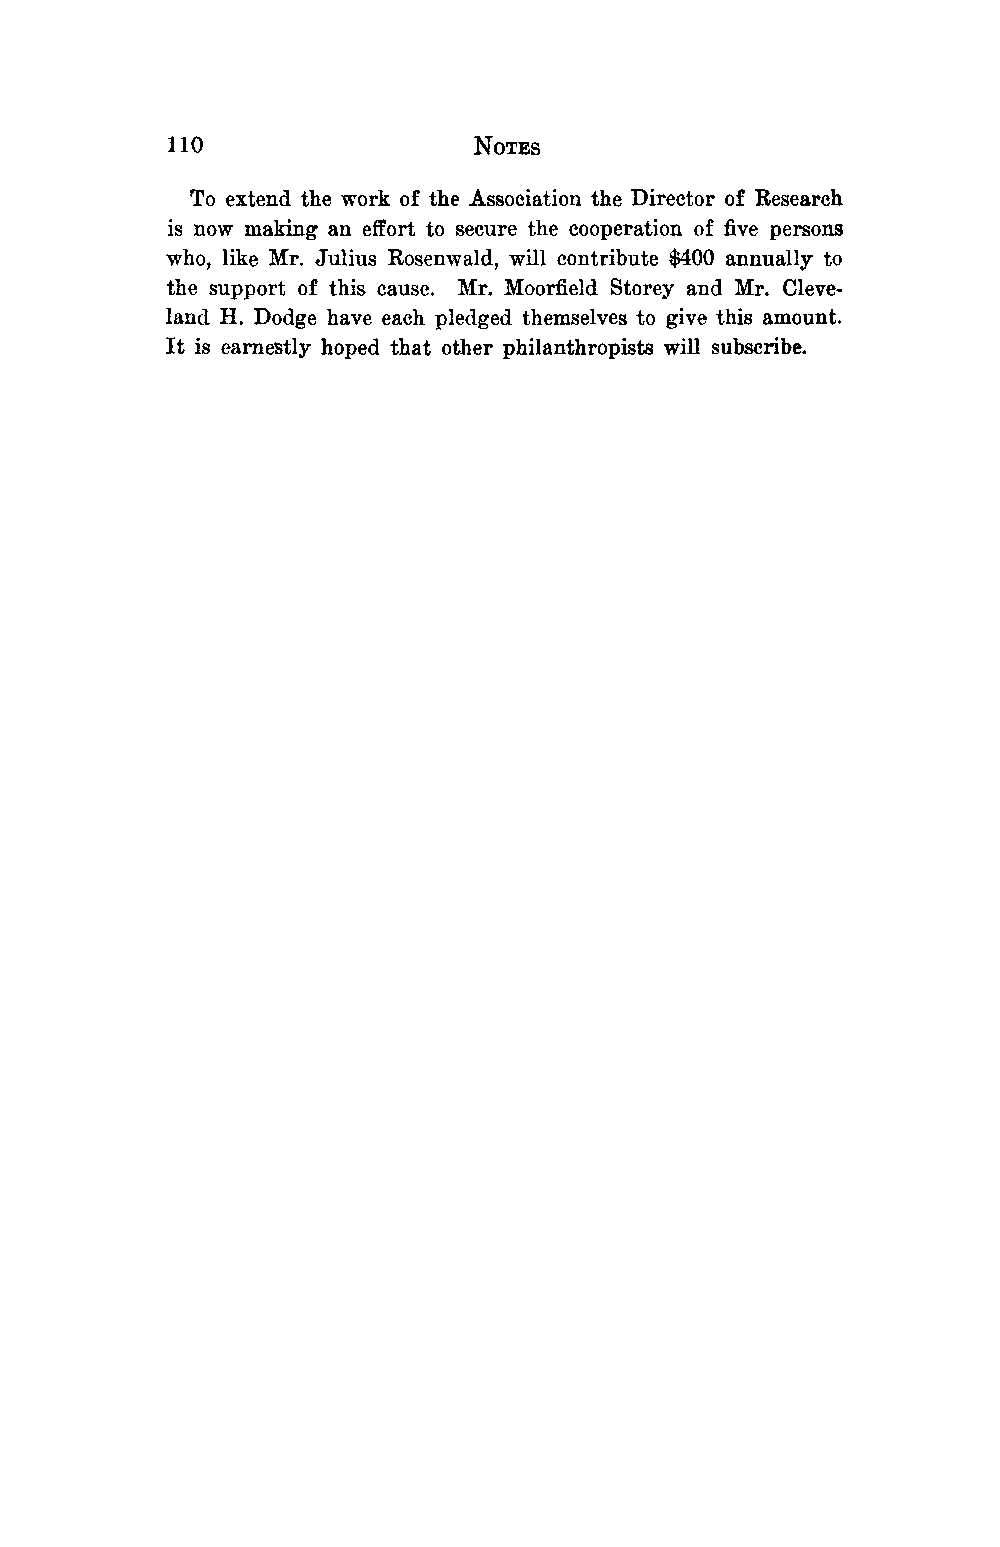 110 NOTES
To extend the work of the Association the Director of Research
is now making an effort to secure the cooperation of five persons
who, like Mr. Julius Rosenwald, will contribute $400 annually to
the support of this cause. Mr. Moorfield Storey and Mr. Cleve-
land H. Dodge have each pledged themselves to give this amount.
It is earnestly hoped that other philanthropists will subscribe.